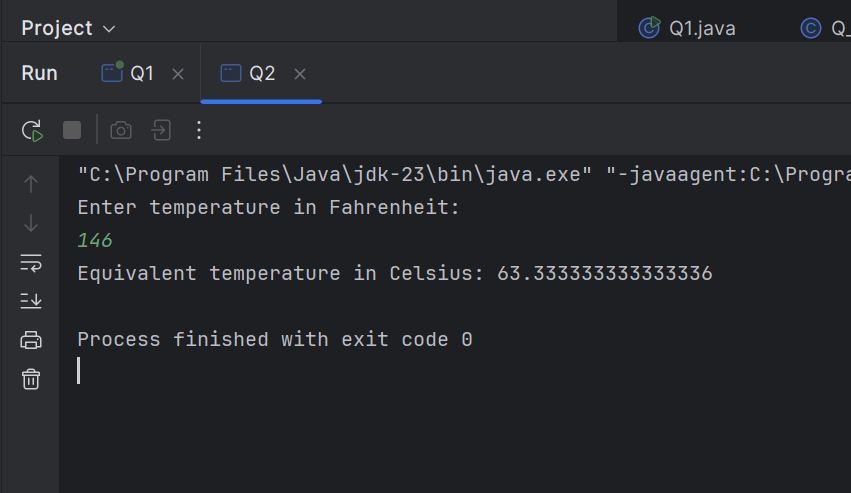 Project
Q1.java
Run
Q1
Q2
"C:\Program Files\Java\jdk-23\bin\java.exe" "-javaagent:C:\Progra
Enter temperature in Fahrenheit:
146
Equivalent temperature in Celsius: 63.333333333333336
Process finished with exit code 0